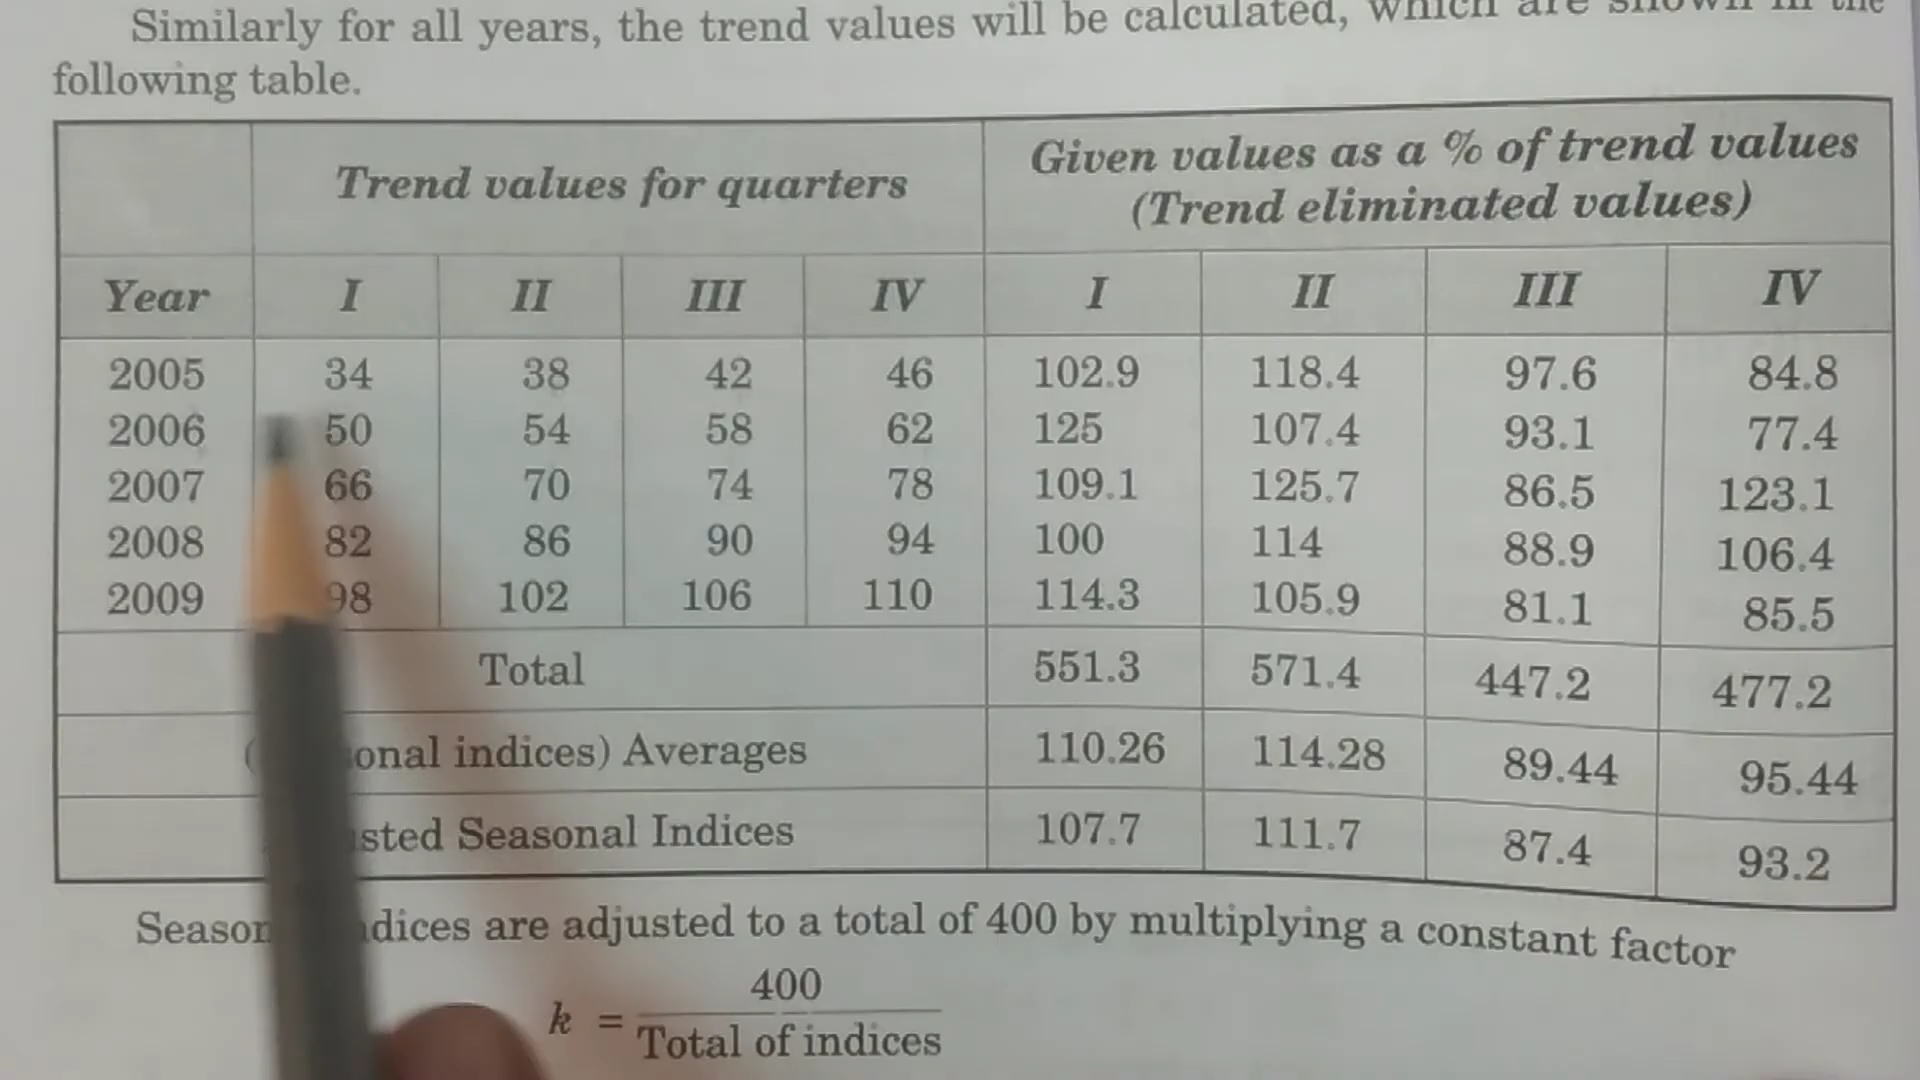 Similarly for all years, the trend values will be calculated, which are shown in the
following table.
Trend values for quarters Given values as a % of trend values
(Trend eliminated values)
Year I II III IV I II III IV
2005 34 38 42 46 102.9 118.4 97.6 84.8
2006 50 54 58 62 125 107.4 93.1 77.4
2007 66 70 74 78 109.1 125.7 86.5 123.1
2008 82 86 90 94 100 114 88.9 106.4
2009 98 102 106 110 114.3 105.9 81.1 85.5
Total 551.3 571.4 447.2 477.2
indices) Averages 110.26 114.28 89.44 95.44
Seasonal Indices 107.7 111.7 87.4 93.2
are adjusted to a total of 400 by multiplying a constant factor
k = 400
Total of indices